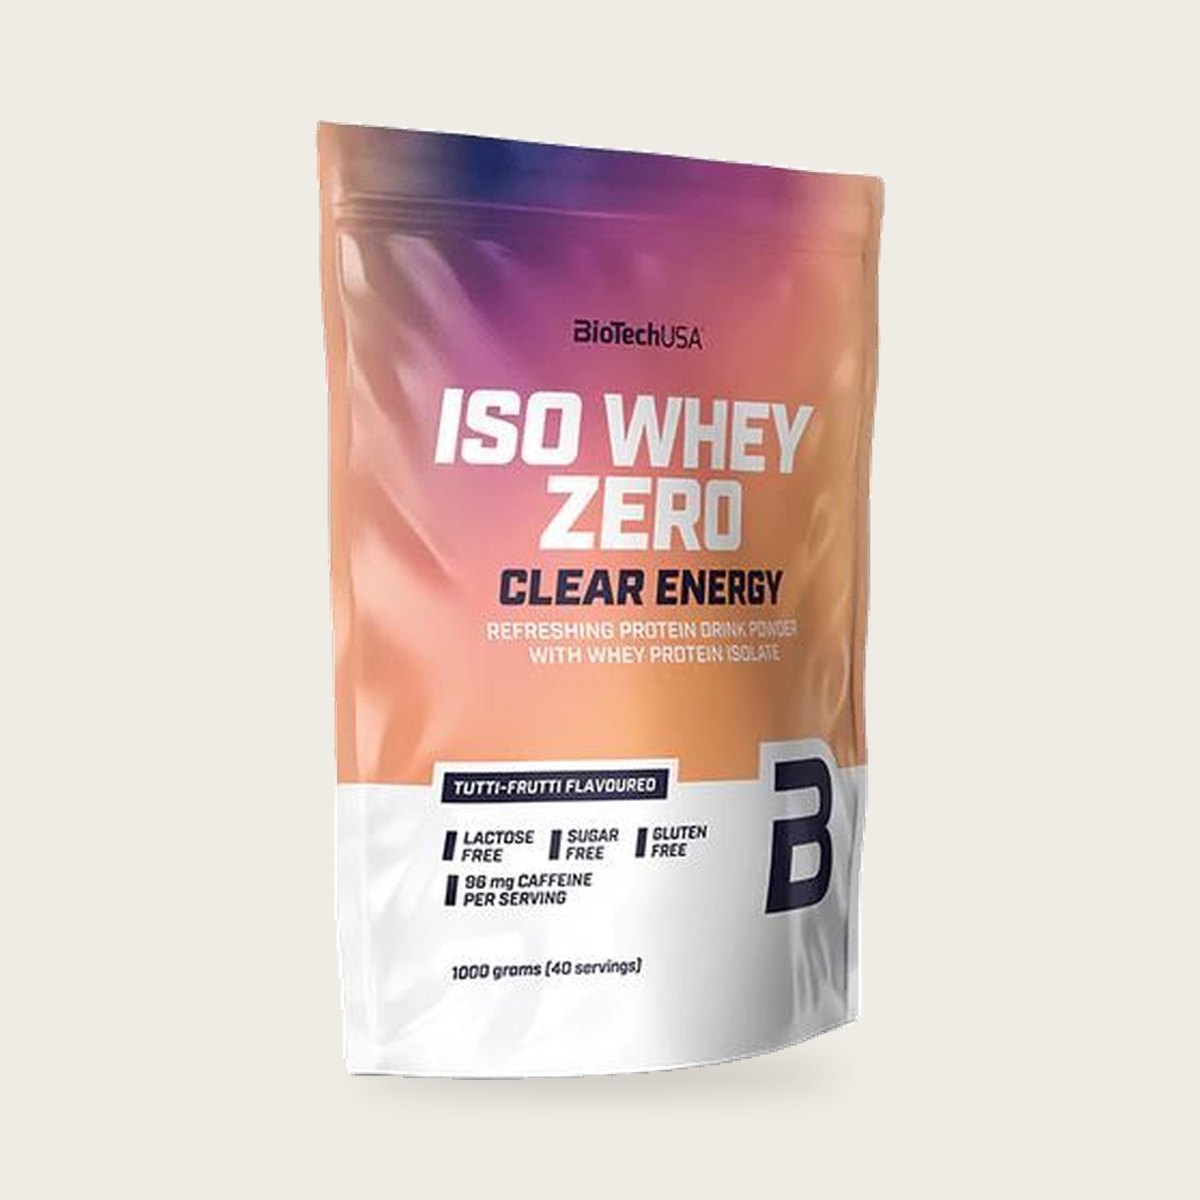 BioTechUSA
ISO WHEY
ZERO
CLEAR ENERGY
REFRESHING PROTEIN DRINK POWDER
WITH WHEY PROTEIN ISOLATE
TUTTI-FRUTTI FLAVOURED
LACTOSE FREE
SUGAR FREE
GLUTEN FREE
96 mg CAFFEINE
PER SERVING
1000 grams (40 servings)
B